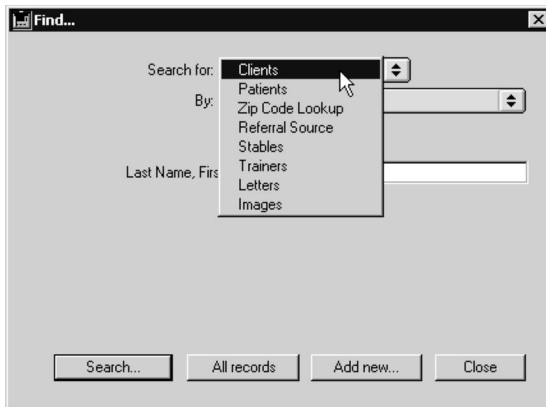 Find...
Search for:
Clients
Patients
By:
Zip Code Lookup
Referral Source
Stables
Trainers
Last Name, Firs
Letters
Images
Search...
All records
Add new...
Close